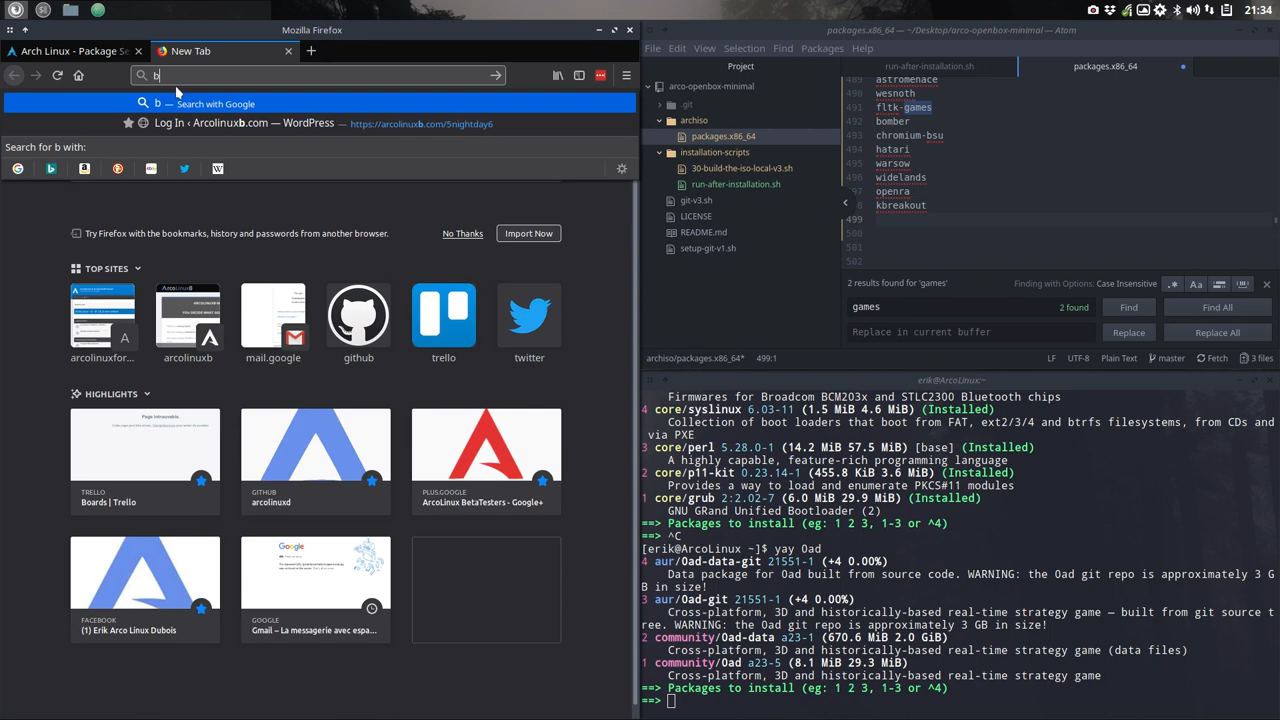 21:34
Mozilla Firefox
Arch Linux - Package Se
New Tab
b
b — Search with Google
Log In ‹ Arcolinuxb.com — WordPress
https://arcolinuxb.com/5nightday6
Search for b with:
Try Firefox with the bookmarks, history and passwords from another browser.
No Thanks
Import Now
TOP SITES
arcolinuxfor...
arcolinuxb
mail.google
github
trello
twitter
HIGHLIGHTS
TRELLO
Boards | Trello
GITHUB
arcolinuxd
PLUS.GOOGLE
ArcoLinux BetaTesters - Google+
FACEBOOK
(1) Erik Arco Linux Dubois
GOOGLE
Gmail – La messagerie avec espa...
packages.x86_64 — ~/Desktop/arco-openbox-minimal — Atom
File Edit View Selection Find Packages Help
Project
run-after-installation.sh
packages.x86_64
arco-openbox-minimal
.git
archiso
packages.x86_64
installation-scripts
30-build-the-iso-local-v3.sh
run-after-installation.sh
git-v3.sh
LICENSE
README.md
setup-git-v1.sh
489 astromenace
490 wesnoth
491 fltk-games
492 bomber
493 chromium-bsu
494 hatari
495 warsow
496 widelands
497 openra
8 kbreakout
499
500
501
502
2 results found for 'games'
Finding with Options: Case Insensitive
games
2 found
Find
Find All
Replace in current buffer
Replace
Replace All
archiso/packages.x86_64* 499:1
LF UTF-8 Plain Text master Fetch 3 files
erik@ArcoLinux:~
Firmwares for Broadcom BCM203x and STLC2300 Bluetooth chips
4 core/syslinux 6.03-11 (1.5 MiB 4 MiB) (Installed)
Collection of boot loaders that boot from FAT, ext2/3/4 and btrfs filesystems, from CDs and
via PXE
3 core/perl 5.28.0-1 (14.2 MiB 57.5 MiB) [base] (Installed)
A highly capable, feature-rich programming language
2 core/p11-kit 0.23.14-1 (455.8 KiB 3.6 MiB) (Installed)
Provides a way to load and enumerate PKCS#11 modules
1 core/grub 2:2.02-7 (6.0 MiB 29.9 MiB) (Installed)
GNU GRand Unified Bootloader (2)
==> Packages to install (eg: 1 2 3, 1-3 or ^4)
==> ^C
[erik@ArcoLinux ~]$ yay 0ad
4 aur/0ad-data-git 21551-1 (+4 0.00%)
Data package for 0ad built from source code. WARNING: the 0ad git repo is approximately 3 G
B in size!
3 aur/0ad-git 21551-1 (+4 0.00%)
Cross-platform, 3D and historically-based real-time strategy game — built from git source t
ree. WARNING: the 0ad git repo is approximately 3 GB in size!
2 community/0ad-data a23-1 (670.6 MiB 2.0 GiB)
Cross-platform, 3D and historically-based real-time strategy game (data files)
1 community/0ad a23-5 (8.1 MiB 29.3 MiB)
Cross-platform, 3D and historically-based real-time strategy game
==> Packages to install (eg: 1 2 3, 1-3 or ^4)
==>